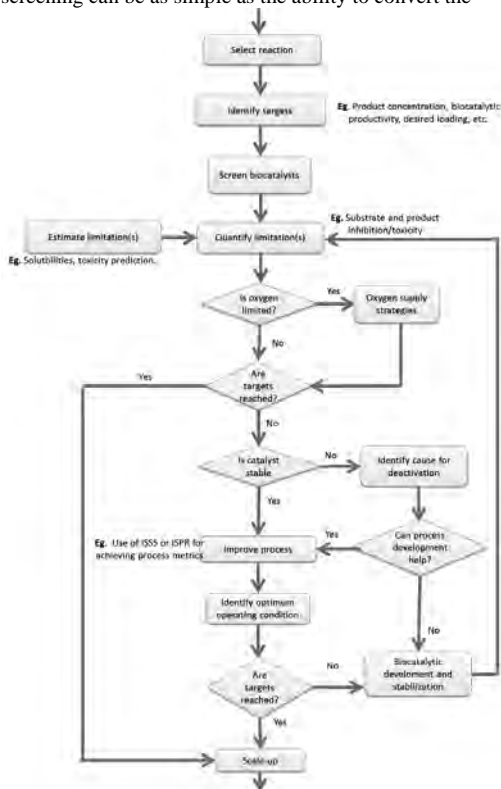 screening can be as simple as the ability to convert the
Select reaction
Identify targets
Eg. Product concentration, biocatalytic
productivity, desired loading, etc.
Screen biocatalysts
Eg. Substrate and product
inhibition/toxicity
Estimate limitation(s)
Quantify limitation(s)
Eg. Solutbilities, toxicity prediction.
Is oxygen
limited?
Yes
Oxygen supply
strategies
No
Yes
Are
targets
reached?
No
Is catalyst
stable
No
Identify cause for
deactivation
Yes
Eg. Use of ISSS or ISPR for
achieving process metrics
Improve process
Yes
Can process
development
help?
Identify optimum
operating condition
No
Are
targets
reached?
No
Biocatalytic
develoment and
stabilization
Yes
Scale-up